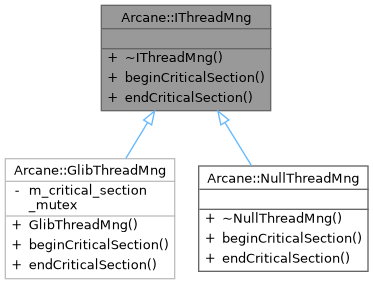 Arcane::IThreadMng
+ ~IThreadMng()
+ beginCriticalSection()
+ endCriticalSection()
Arcane::GlibThreadMng
- m_critical_section
_mutex
+ GlibThreadMng()
+ beginCriticalSection()
+ endCriticalSection()
Arcane::NullThreadMng
+ ~NullThreadMng()
+ beginCriticalSection()
+ endCriticalSection()